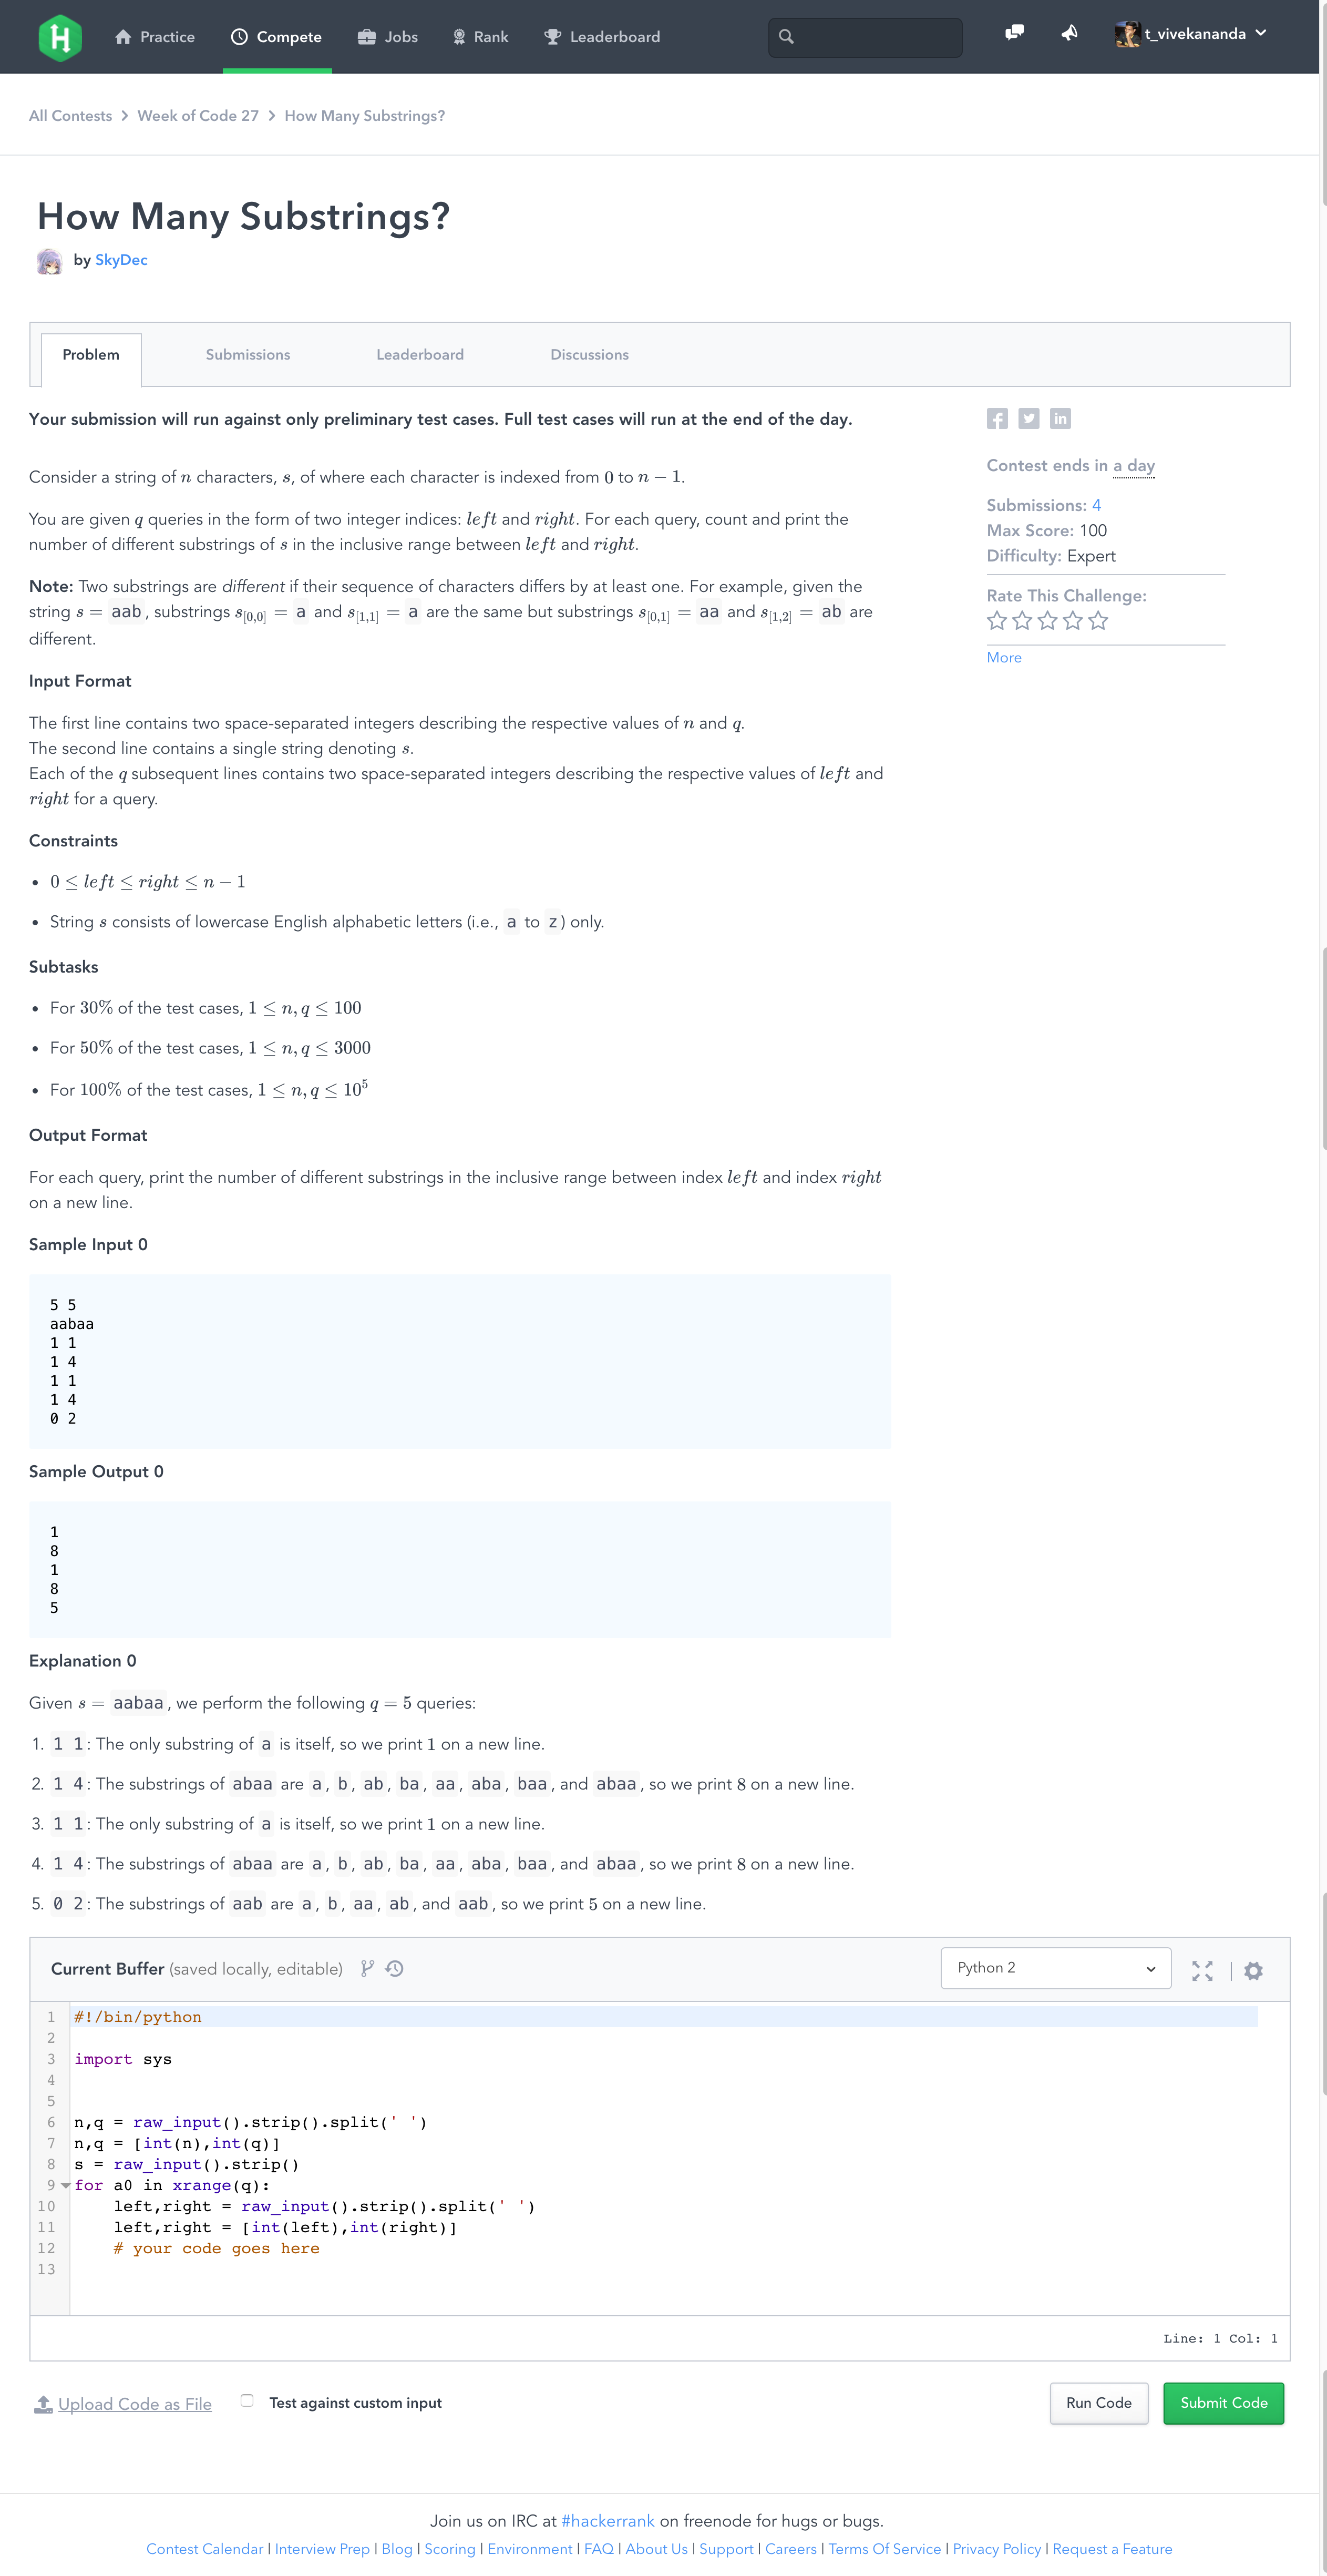 Practice Compete Jobs Rank Leaderboard t_vivekananda
All Contests > Week of Code 27 > How Many Substrings?
How Many Substrings?
by SkyDec
Problem Submissions Leaderboard Discussions
Your submission will run against only preliminary test cases. Full test cases will run at the end of the day.
Consider a string of n characters, s, of where each character is indexed from 0 to n − 1.
You are given q queries in the form of two integer indices: left and right. For each query, count and print the
number of different substrings of s in the inclusive range between left and right.
Note: Two substrings are different if their sequence of characters differs by at least one. For example, given the
string s = aab, substrings s[0,0] = a and s[1,1] = a are the same but substrings s[0,1] = aa and s[1,2] = ab are
different.
Contest ends in a day
Submissions: 4
Max Score: 100
Difficulty: Expert
Rate This Challenge:
More
Input Format
The first line contains two space-separated integers describing the respective values of n and q.
The second line contains a single string denoting s.
Each of the q subsequent lines contains two space-separated integers describing the respective values of left and
right for a query.
Constraints
• 0 ≤ left ≤ right ≤ n − 1
• String s consists of lowercase English alphabetic letters (i.e., a to z) only.
Subtasks
• For 30% of the test cases, 1 ≤ n, q ≤ 100
• For 50% of the test cases, 1 ≤ n, q ≤ 3000
• For 100% of the test cases, 1 ≤ n, q ≤ 10⁵
Output Format
For each query, print the number of different substrings in the inclusive range between index left and index right
on a new line.
Sample Input 0
5 5
aabaa
1 1
1 4
1 1
1 4
0 2
Sample Output 0
1
8
1
8
5
Explanation 0
Given s = aabaa, we perform the following q = 5 queries:
1. 1 1: The only substring of a is itself, so we print 1 on a new line.
2. 1 4: The substrings of abaa are a, b, ab, ba, aa, aba, baa, and abaa, so we print 8 on a new line.
3. 1 1: The only substring of a is itself, so we print 1 on a new line.
4. 1 4: The substrings of abaa are a, b, ab, ba, aa, aba, baa, and abaa, so we print 8 on a new line.
5. 0 2: The substrings of aab are a, b, aa, ab, and aab, so we print 5 on a new line.
Current Buffer (saved locally, editable) Python 2
1 #!/bin/python
2
3 import sys
4
5
6 n,q = raw_input().strip().split(' ')
7 n,q = [int(n),int(q)]
8 s = raw_input().strip()
9 for a0 in xrange(q):
10     left,right = raw_input().strip().split(' ')
11     left,right = [int(left),int(right)]
12     # your code goes here
13
Line: 1 Col: 1
Upload Code as File Test against custom input Run Code Submit Code
Join us on IRC at #hackerrank on freenode for hugs or bugs.
Contest Calendar | Interview Prep | Blog | Scoring | Environment | FAQ | About Us | Support | Careers | Terms Of Service | Privacy Policy | Request a Feature